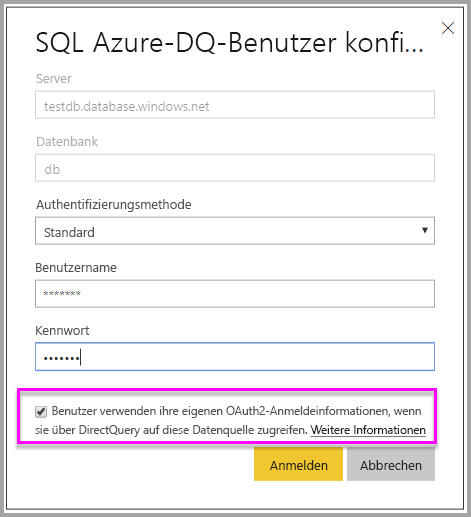 SQL Azure-DQ-Benutzer konfi...
Server
testdb.database.windows.net
Datenbank
db
Authentifizierungsmethode
Standard
Benutzername
*******
Kennwort
•••••••
Benutzer verwenden ihre eigenen OAuth2-Anmeldeinformationen, wenn
sie über DirectQuery auf diese Datenquelle zugreifen. Weitere Informationen
Anmelden Abbrechen